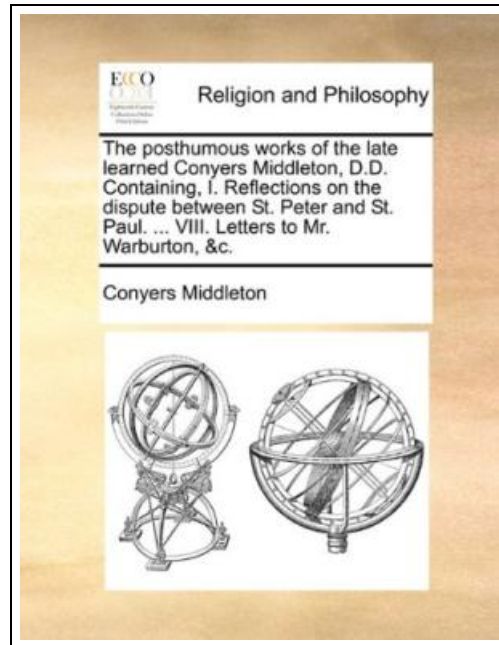 ECCO
Religion and Philosophy
The posthumous works of the late
learned Conyers Middleton, D.D.
Containing, I. Reflections on the
dispute between St. Peter and St.
Paul. ... VIII. Letters to Mr.
Warburton, &c.
Conyers Middleton